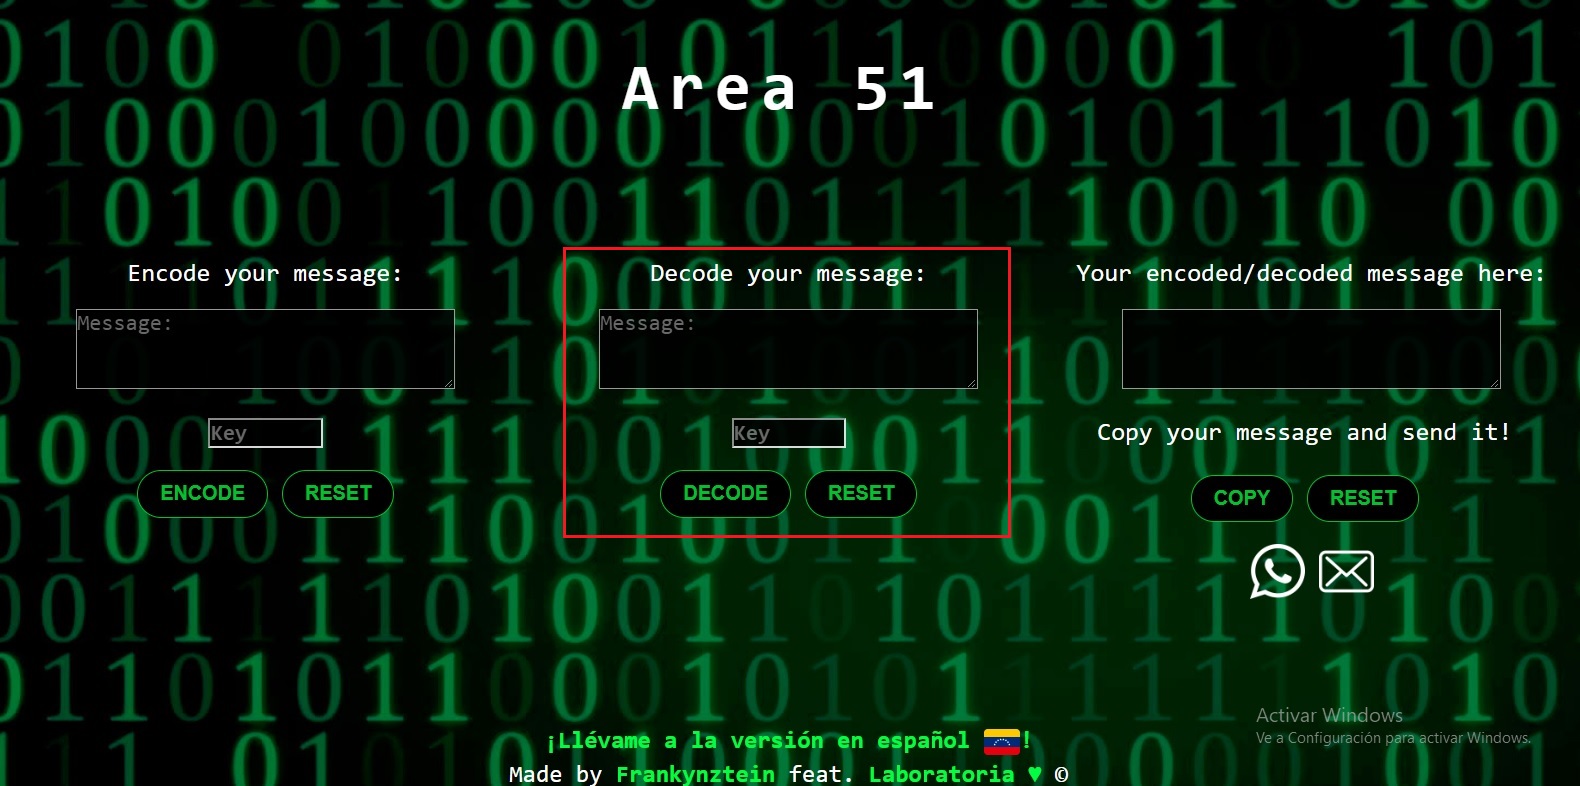 Area 51
Encode your message:
Message:
Key
ENCODE RESET
Decode your message:
Message:
Key
DECODE RESET
Your encoded/decoded message here:
Copy your message and send it!
COPY RESET
Activar Windows
Ve a Configuración para activar Windows.
¡Llévame a la versión en español !
Made by Frankynztein feat. Laboratoria ♥ ©